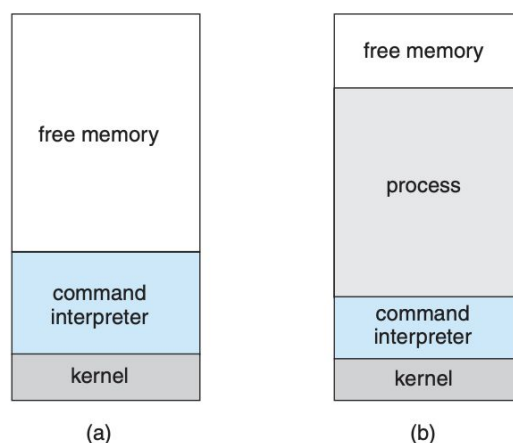 free memory
command
interpreter
kernel
(a)
free memory
process
command
interpreter
kernel
(b)